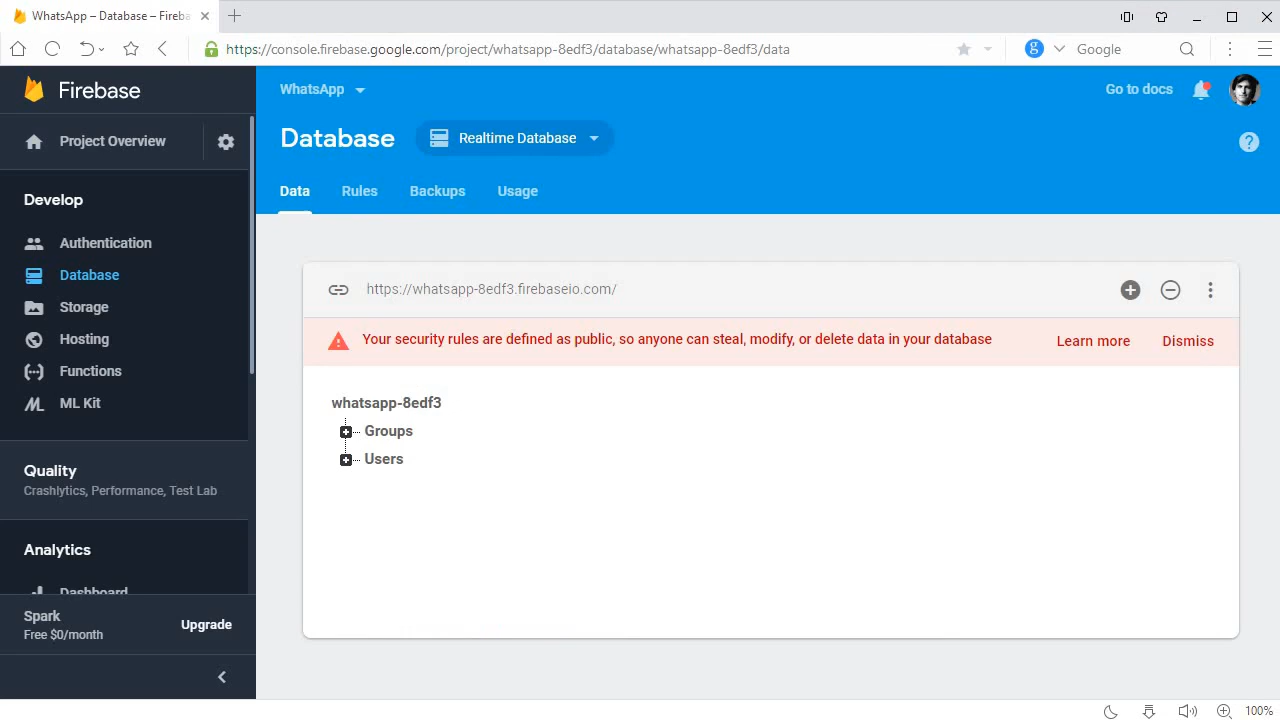 WhatsApp – Database – Fireba
https://console.firebase.google.com/project/whatsapp-8edf3/database/whatsapp-8edf3/data
g
Google
Firebase
WhatsApp
Go to docs
Project Overview
Database
Realtime Database
?
Data
Rules
Backups
Usage
Develop
Authentication
Database
Storage
Hosting
Functions
ML Kit
https://whatsapp-8edf3.firebaseio.com/
Your security rules are defined as public, so anyone can steal, modify, or delete data in your database
Learn more
Dismiss
whatsapp-8edf3
Groups
Users
Quality
Crashlytics, Performance, Test Lab
Analytics
Dashboard
Spark
Free $0/month
Upgrade
100%